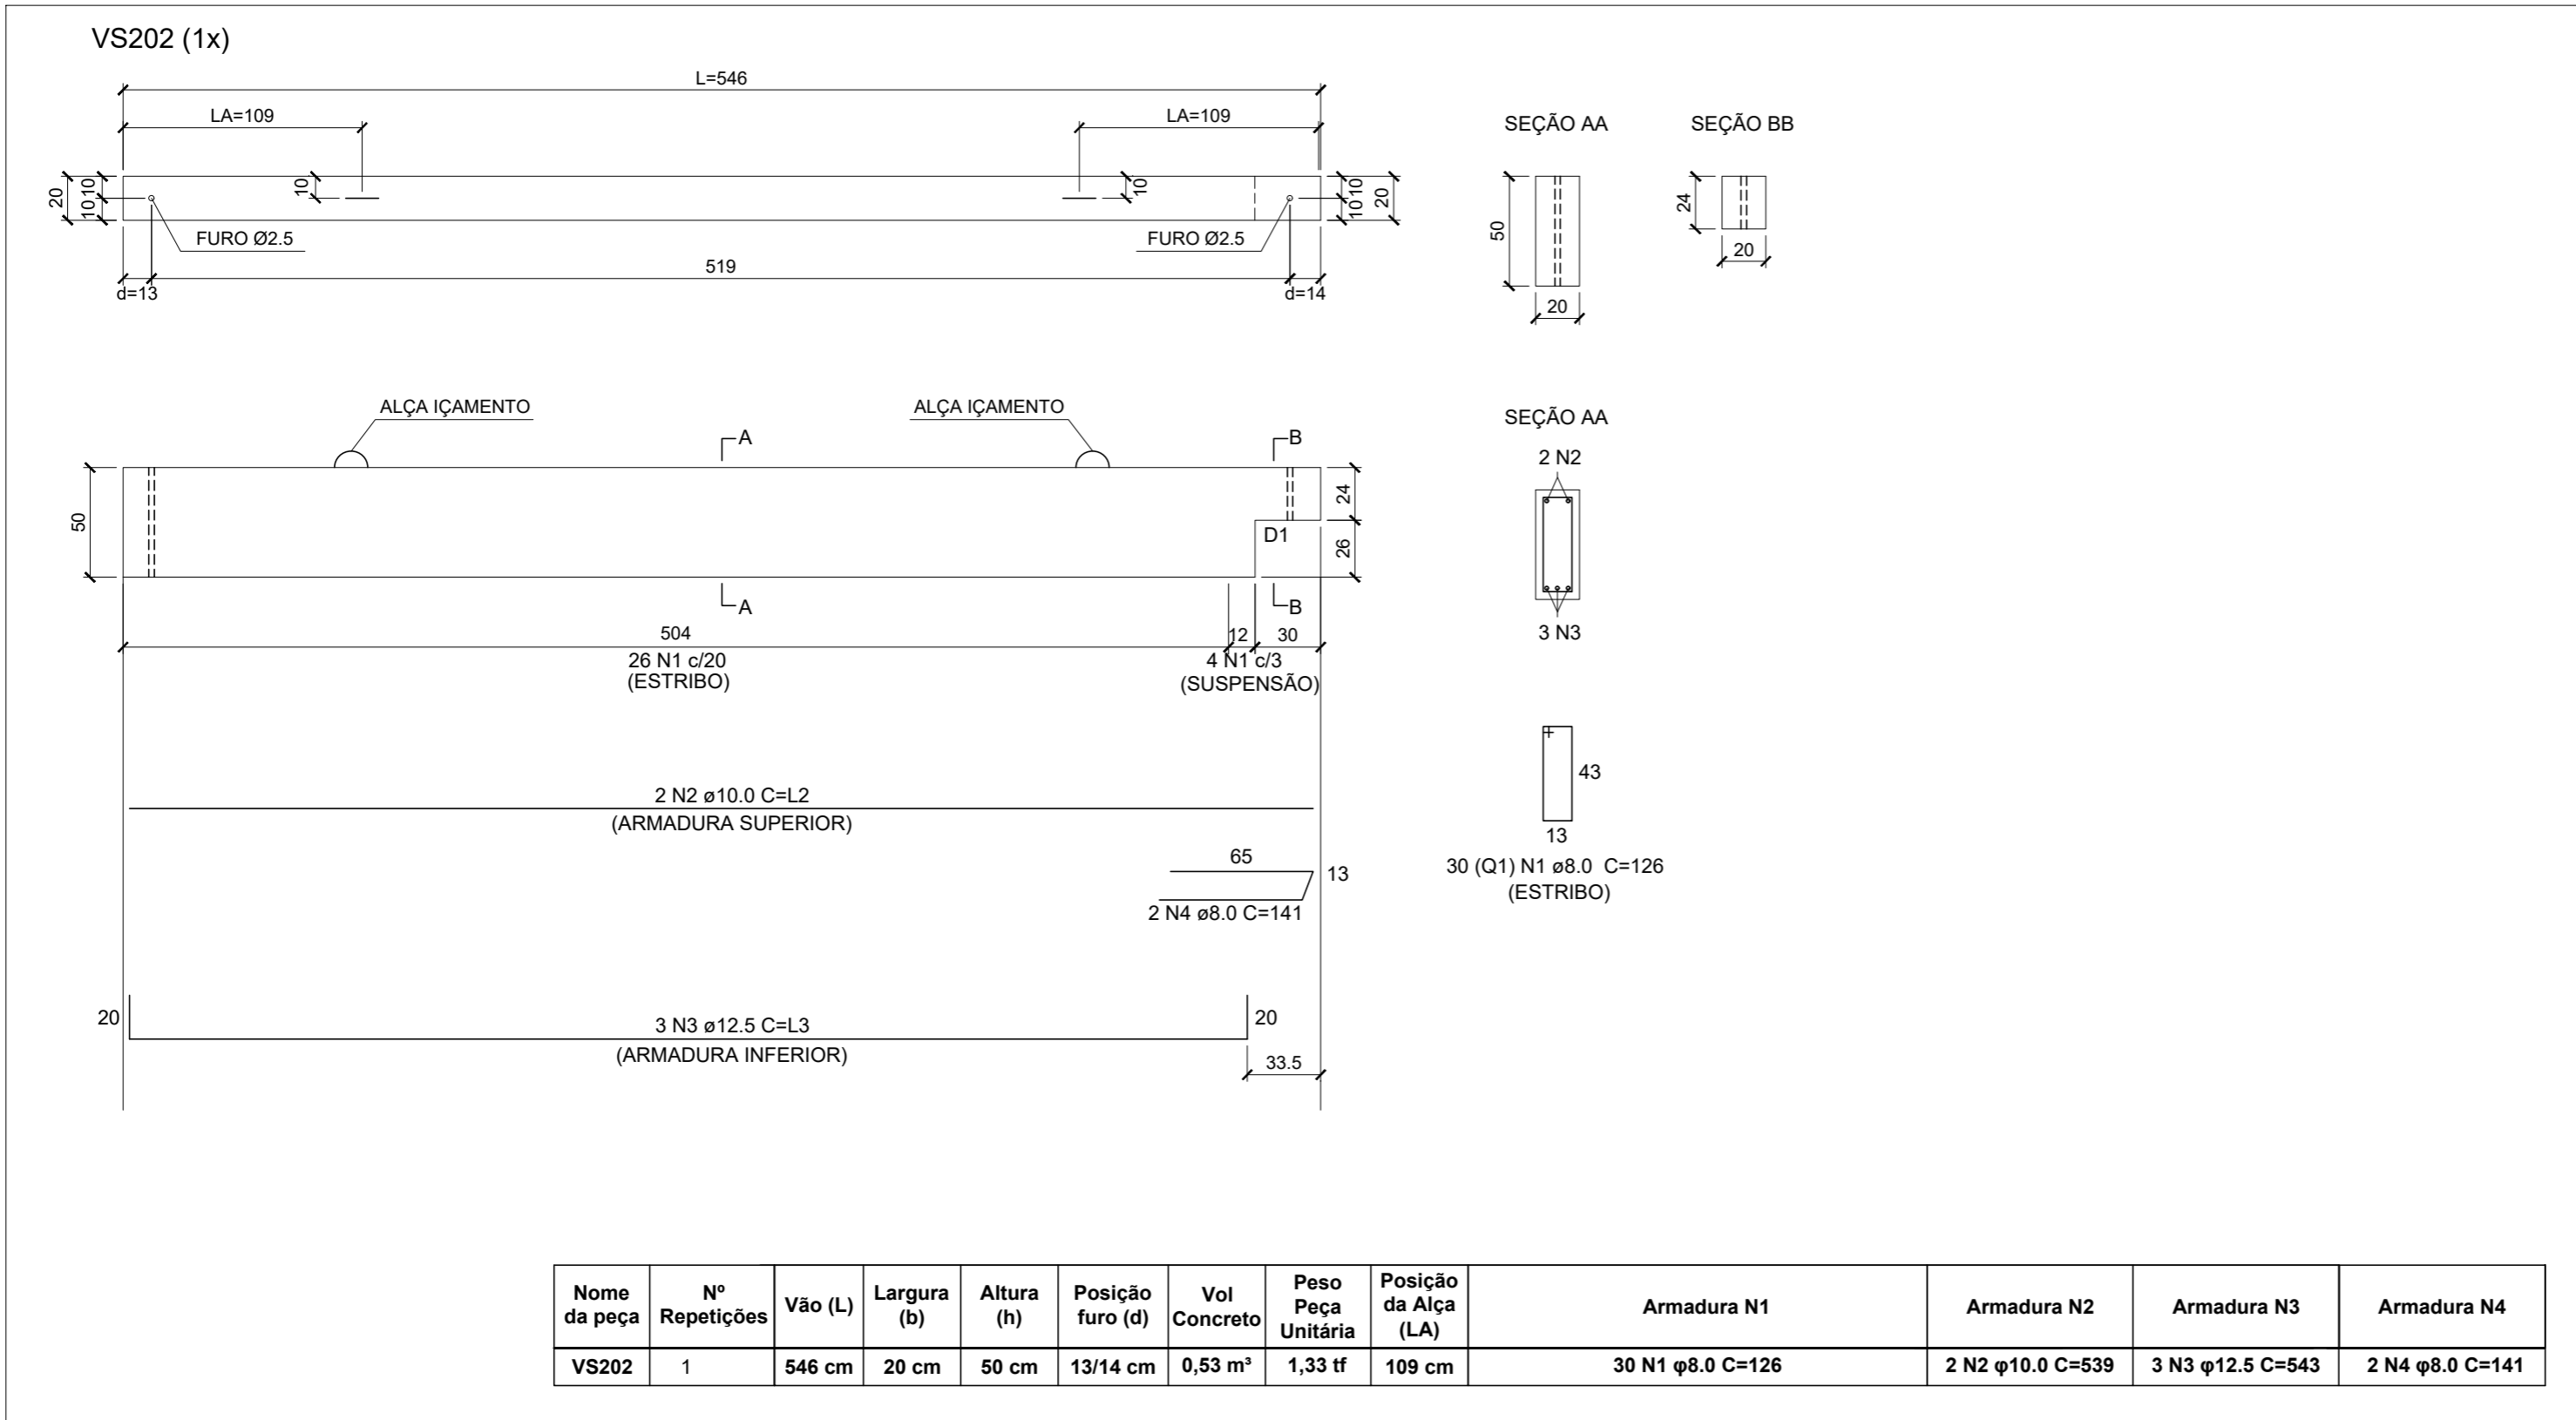 VS202 (1x)
L=546
LA=109
LA=109
20
10
10
10
10
10
10
20
FURO Ø2.5
FURO Ø2.5
519
d=13
d=14
SEÇÃO AA
SEÇÃO BB
50
20
24
20
ALÇA IÇAMENTO
ALÇA IÇAMENTO
A
B
50
24
D1
26
A
B
504
12
30
26 N1 c/20
(ESTRIBO)
4 N1 c/3
(SUSPENSÃO)
SEÇÃO AA
2 N2
3 N3
43
13
30 (Q1) N1 ø8.0 C=126
(ESTRIBO)
2 N2 ø10.0 C=L2
(ARMADURA SUPERIOR)
65
13
2 N4 ø8.0 C=141
20
3 N3 ø12.5 C=L3
(ARMADURA INFERIOR)
20
33.5
Nome da peça
Nº Repetições
Vão (L)
Largura (b)
Altura (h)
Posição furo (d)
Vol Concreto
Peso Peça Unitária
Posição da Alça (LA)
Armadura N1
Armadura N2
Armadura N3
Armadura N4
VS202
1
546 cm
20 cm
50 cm
13/14 cm
0,53 m³
1,33 tf
109 cm
30 N1 φ8.0 C=126
2 N2 φ10.0 C=539
3 N3 φ12.5 C=543
2 N4 φ8.0 C=141